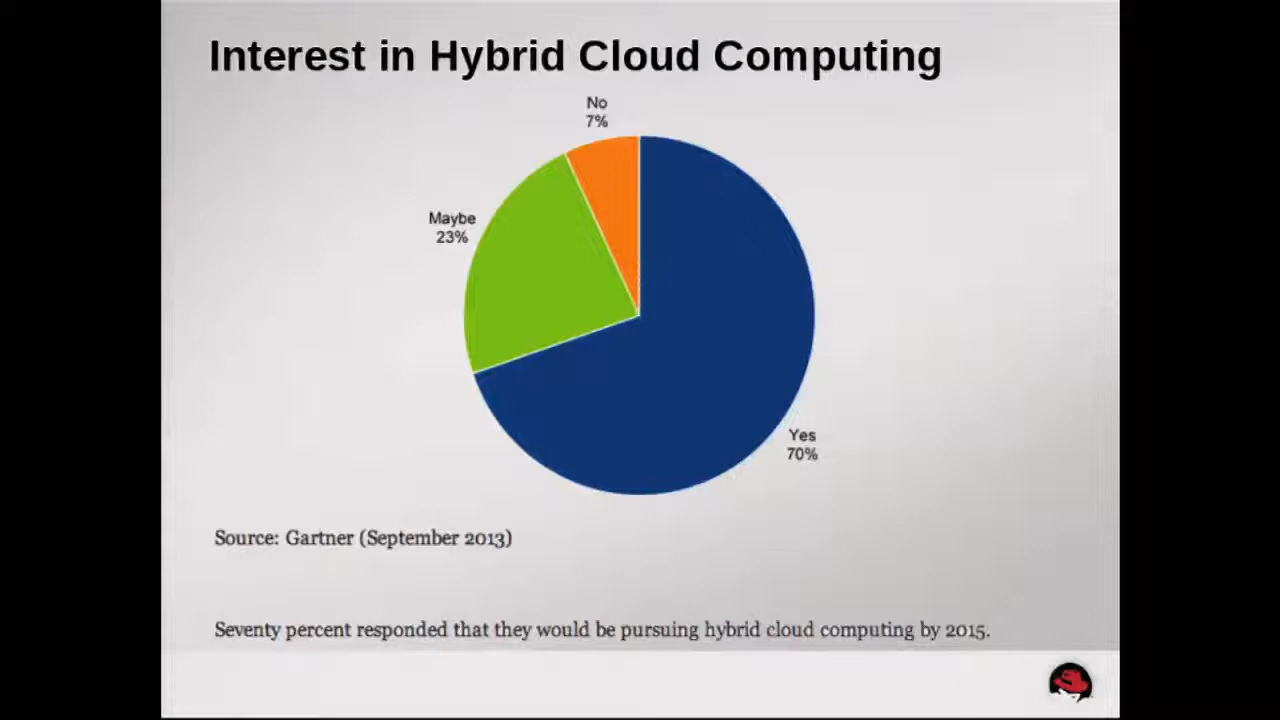 Interest in Hybrid Cloud Computing
No
7%
Maybe
23%
Yes
70%
Source: Gartner (September 2013)
Seventy percent responded that they would be pursuing hybrid cloud computing by 2015.